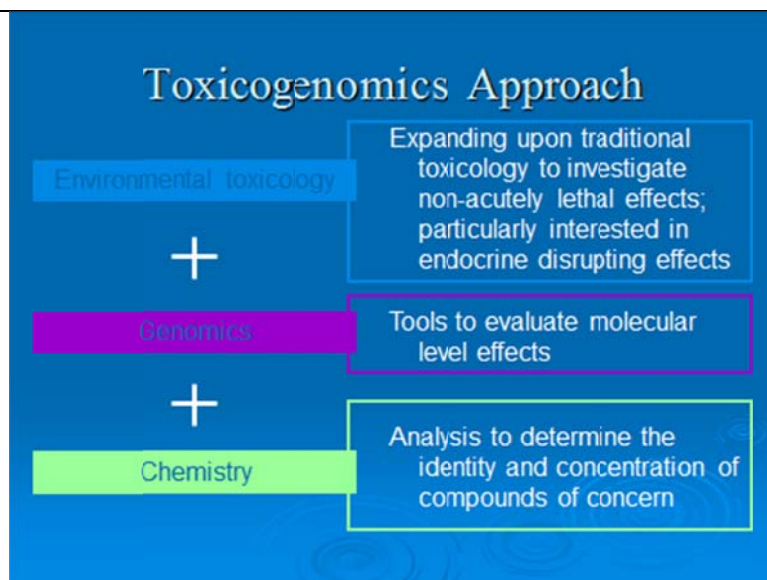 Toxicogenomics Approach
Environmental toxicology
Expanding upon traditional
toxicology to investigate
non-acutely lethal effects;
particularly interested in
endocrine disrupting effects
+
Genomics
Tools to evaluate molecular
level effects
+
Chemistry
Analysis to determine the
identity and concentration of
compounds of concern